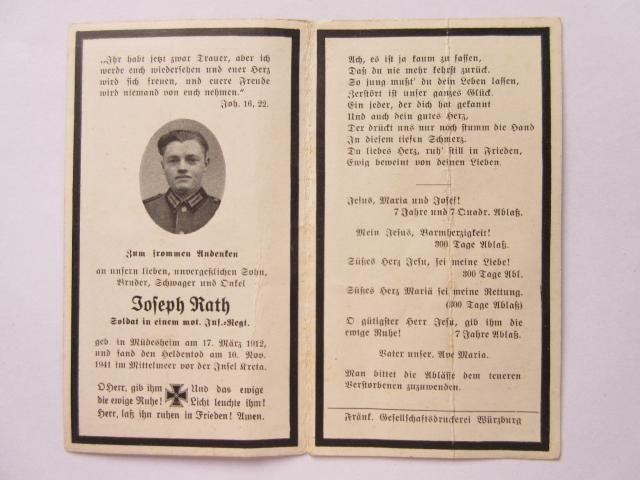 „Ihr habt jetzt zwar Trauer, aber ich
werde euch wiedersehen und euer Herz
wird sich freuen, und eure Freude
wird niemand von euch nehmen.“
Joh. 16, 22.
Zum frommen Andenken
an unsern lieben, unvergeßlichen Sohn,
Bruder, Schwager und Onkel
Joseph Rath
Soldat in einem mot. Inf.-Regt.
geb. in Müdesheim am 17. März 1912,
und fand den Heldentod am 10. Nov.
1941 im Mittelmeer vor der Insel Kreta.
O Herr, gib ihm Und das ewige
die ewige Ruhe! Licht leuchte ihm!
Herr, laß ihn ruhen in Frieden! Amen.
Ach, es ist ja kaum zu fassen,
Daß du nie mehr kehrst zurück.
So jung mußt' du dein Leben lassen,
Zerstört ist unser ganzes Glück.
Ein jeder, der dich hat gekannt
Und auch dein gutes Herz,
Der drückt uns nur noch stumm die Hand
In diesem tiefen Schmerz.
Du liebes Herz, ruh' still in Frieden,
Ewig beweint von deinen Lieben.
Jesus, Maria und Josef!
7 Jahre und 7 Quadr. Ablaß.
Mein Jesus, Barmherzigkeit!
300 Tage Ablaß.
Süßes Herz Jesu, sei meine Liebe!
300 Tage Abl.
Süßes Herz Mariä sei meine Rettung.
(300 Tage Ablaß)
O gütigster Herr Jesu, gib ihm die
ewige Ruhe! 7 Jahre Ablaß.
Vater unser. Ave Maria.
Man bittet die Ablässe dem teueren
Verstorbenen zuzuwenden.
Fränk. Gesellschaftsdruckerei Würzburg